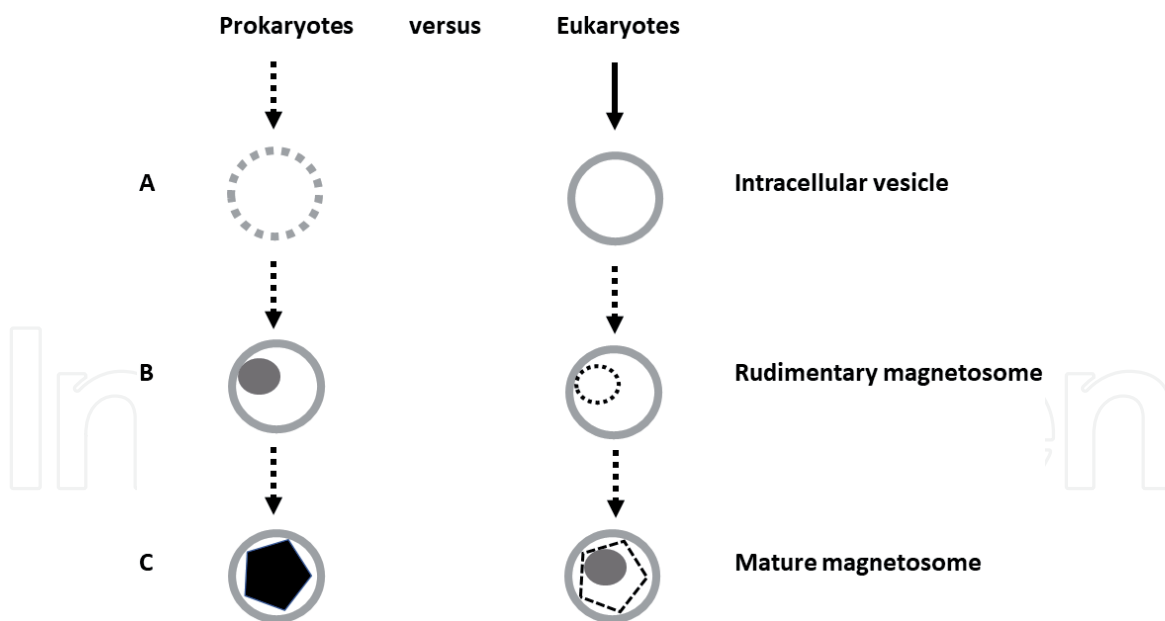 Prokaryotes versus Eukaryotes
A Intracellular vesicle
B Rudimentary magnetosome
C Mature magnetosome